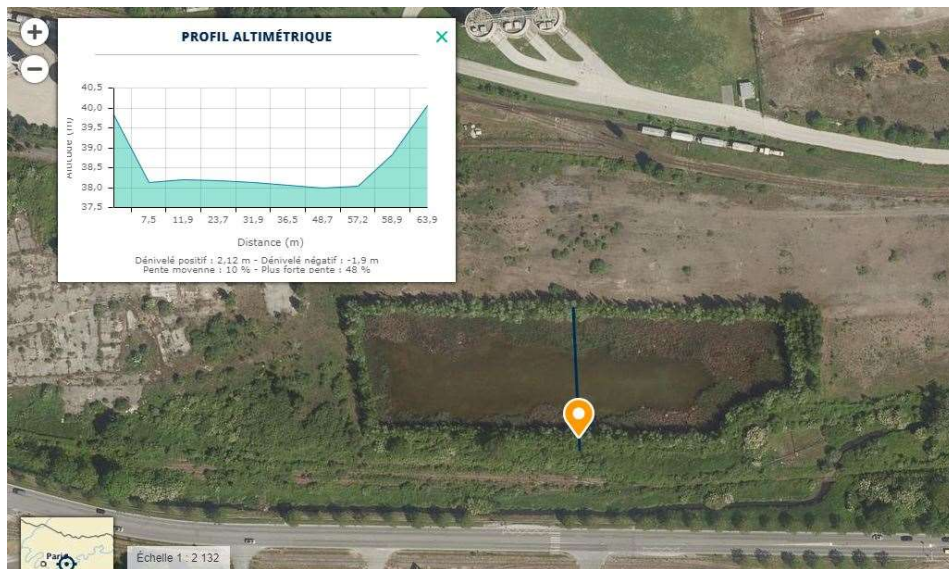 PROFIL ALTIMÉTRIQUE
40,5
40,0
39,5
38,5
38,0
37,5
7,5 11,9 23,7 31,9 36,5 48,7 57,2 58,9 63,9
Distance (m)
Dénivelé positif : 2,12 m - Dénivelé négatif : -1,9 m
Pente moyenne : 10 % - Plus forte pente : 48 %
Paris
Échelle 1 : 2 132